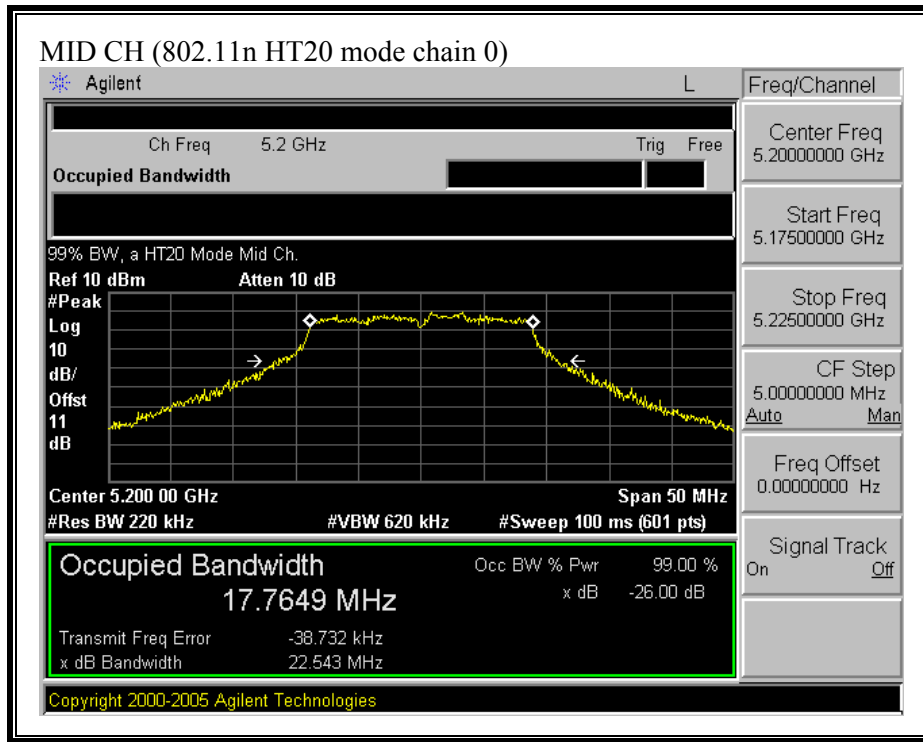 MID CH (802.11n HT20 mode chain 0)
Agilent L
Freq/Channel
Ch Freq 5.2 GHz Trig Free
Occupied Bandwidth
99% BW, a HT20 Mode Mid Ch.
Ref 10 dBm Atten 10 dB
#Peak
Log
10
dB/
Offst
11
dB
Center 5.200 00 GHz Span 50 MHz
#Res BW 220 kHz #VBW 620 kHz #Sweep 100 ms (601 pts)
Occupied Bandwidth Occ BW % Pwr 99.00 %
17.7649 MHz x dB -26.00 dB
Transmit Freq Error -38.732 kHz
x dB Bandwidth 22.543 MHz
Copyright 2000-2005 Agilent Technologies
Center Freq
5.20000000 GHz
Start Freq
5.17500000 GHz
Stop Freq
5.22500000 GHz
CF Step
5.00000000 MHz
Auto Man
Freq Offset
0.00000000 Hz
Signal Track
On Off